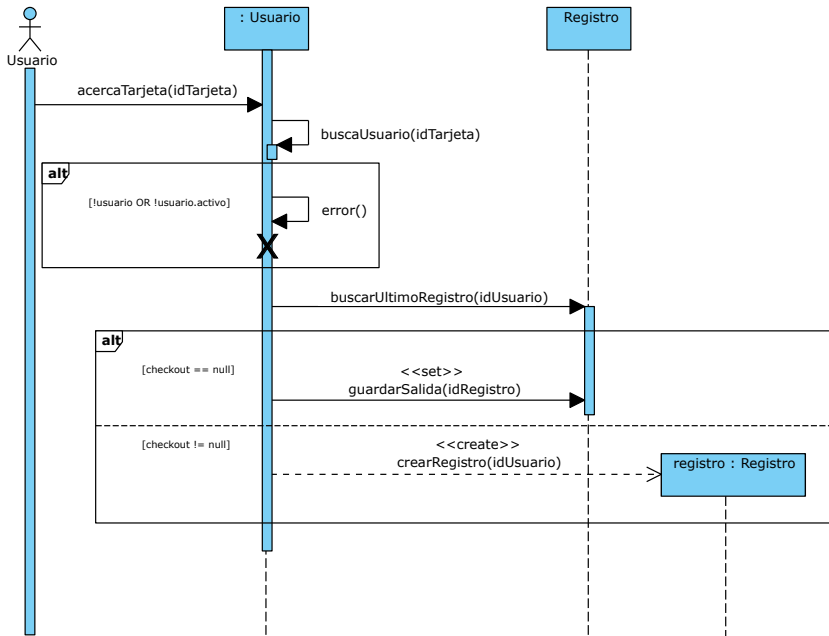 Usuario
: Usuario
Registro
acercaTarjeta(idTarjeta)
buscaUsuario(idTarjeta)
alt
[!usuario OR !usuario.activo]
error()
buscarUltimoRegistro(idUsuario)
alt
[checkout == null]
<<set>>
guardarSalida(idRegistro)
[checkout != null]
<<create>>
crearRegistro(idUsuario)
registro : Registro